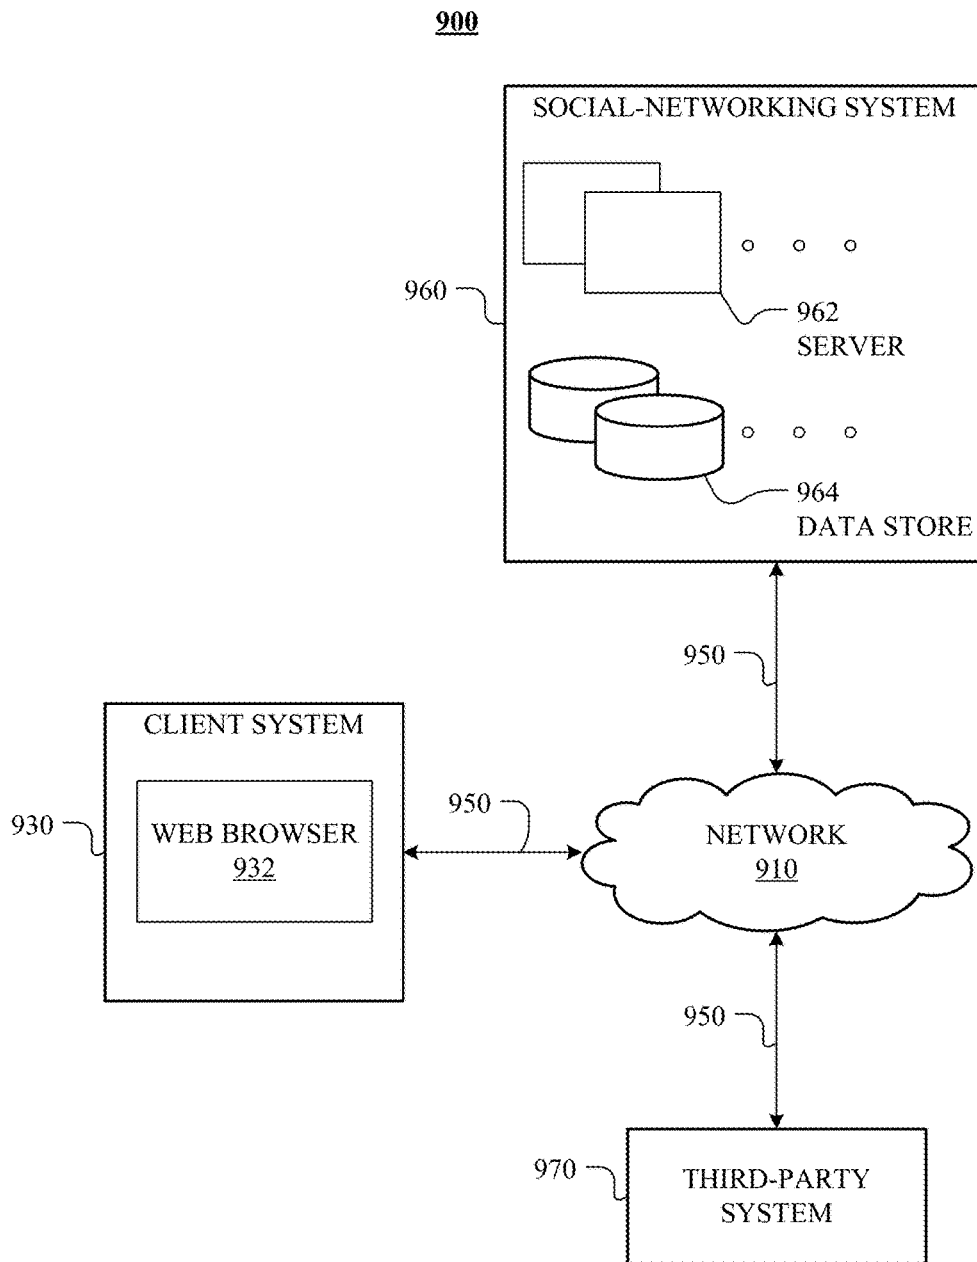 900
SOCIAL-NETWORKING SYSTEM
960
962
SERVER
964
DATA STORE
950
CLIENT SYSTEM
930
WEB BROWSER
932
950
NETWORK
910
950
970
THIRD-PARTY
SYSTEM